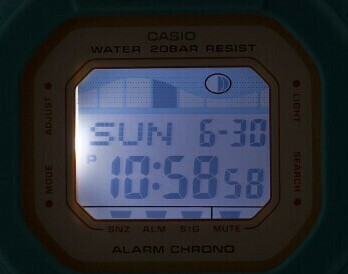 CASIO
WATER 20BAR RESIST
ADJUST
LIGHT
SUN 6-30
P 10:58 58
MODE
SEARCH
SNZ ALM SIG MUTE
ALARM CHRONO